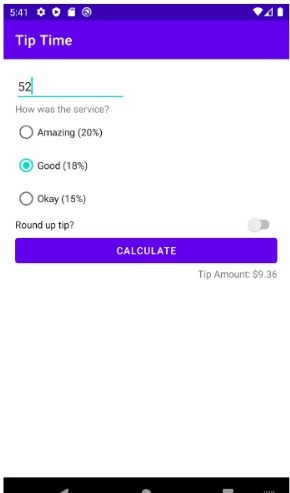 5:41
Tip Time
52
How was the service?
Amazing (20%)
Good (18%)
Okay (15%)
Round up tip?
CALCULATE
Tip Amount: $9.36